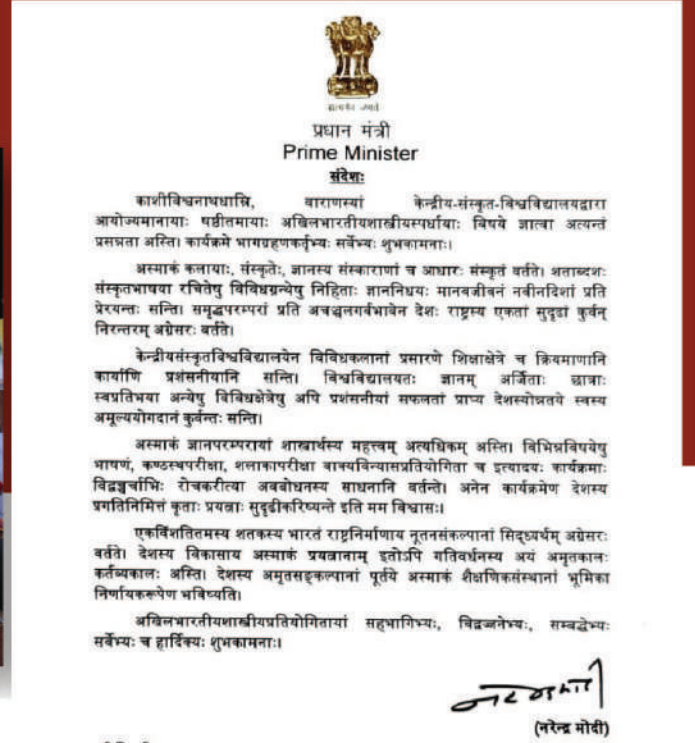 सत्यमेव जयते
प्रधान मंत्री
Prime Minister
संदेशः
काशीविश्वनाथधाम्नि, वाराणस्यां केन्द्रीय-संस्कृत-विश्वविद्यालयद्वारा
आयोज्यमानायाः षष्ठीतमायाः अखिलभारतीयशास्त्रीयस्पर्धायाः विषये ज्ञात्वा अत्यन्तं
प्रसन्नता अस्ति। कार्यक्रमे भागग्रहणकर्तृभ्यः सर्वेभ्यः शुभकामनाः।
अस्माकं कलायाः, संस्कृतेः, ज्ञानस्य संस्काराणां च आधारः संस्कृतं वर्तते। शताब्दशः
संस्कृतभाषया रचितेषु विविधग्रन्थेषु निहिताः ज्ञाननिधयः मानवजीवनं नवीनदिशां प्रति
प्रेरयन्तः सन्ति। समृद्धपरम्परां प्रति अचञ्चलगर्वभावेन देशः राष्ट्रस्य एकतां सुदृढां कुर्वन्
निरन्तरम् अग्रेसरः वर्तते।
केन्द्रीयसंस्कृतविश्वविद्यालयेन विविधकलानां प्रसारणे शिक्षाक्षेत्रे च क्रियमाणानि
कार्याणि प्रशंसनीयानि सन्ति। विश्वविद्यालयतः ज्ञानम् अर्जिताः छात्राः
स्वप्रतिभया अन्येषु विविधक्षेत्रेषु अपि प्रशंसनीयां सफलतां प्राप्य देशस्योन्नतये स्वस्य
अमूल्ययोगदानं कुर्वन्तः सन्ति।
अस्माकं ज्ञानपरम्परायां शास्त्रार्थस्य महत्त्वम् अत्यधिकम् अस्ति। विभिन्नविषयेषु
भाषणं, कण्ठस्थपरीक्षा, शलाकापरीक्षा वाक्यविन्यासप्रतियोगिता च इत्यादयः कार्यक्रमाः
विद्वच्चर्चाभिः रोचकरीत्या अवबोधनस्य साधनानि वर्तन्ते। अनेन कार्यक्रमेण देशस्य
प्रगतिनिमित्तं कृताः प्रयत्नाः सुदृढीकरिष्यन्ते इति मम विश्वासः।
एकविंशतितमस्य शतकस्य भारतं राष्ट्रनिर्माणाय नूतनसंकल्पानां सिद्ध्यर्थम् अग्रेसरः
वर्तते। देशस्य विकासाय अस्माकं प्रयत्नानाम् इतोऽपि गतिवर्धनस्य अयं अमृतकालः
कर्तव्यकालः अस्ति। देशस्य अमृतसङ्कल्पानां पूर्तये अस्माकं शैक्षणिकसंस्थानां भूमिका
निर्णायकरूपेण भविष्यति।
अखिलभारतीयशास्त्रीयप्रतियोगितायां सहभागिभ्यः, विद्वज्जनेभ्यः, सम्बद्धेभ्यः
सर्वेभ्यः च हार्दिक्यः शुभकामनाः।
(नरेन्द्र मोदी)